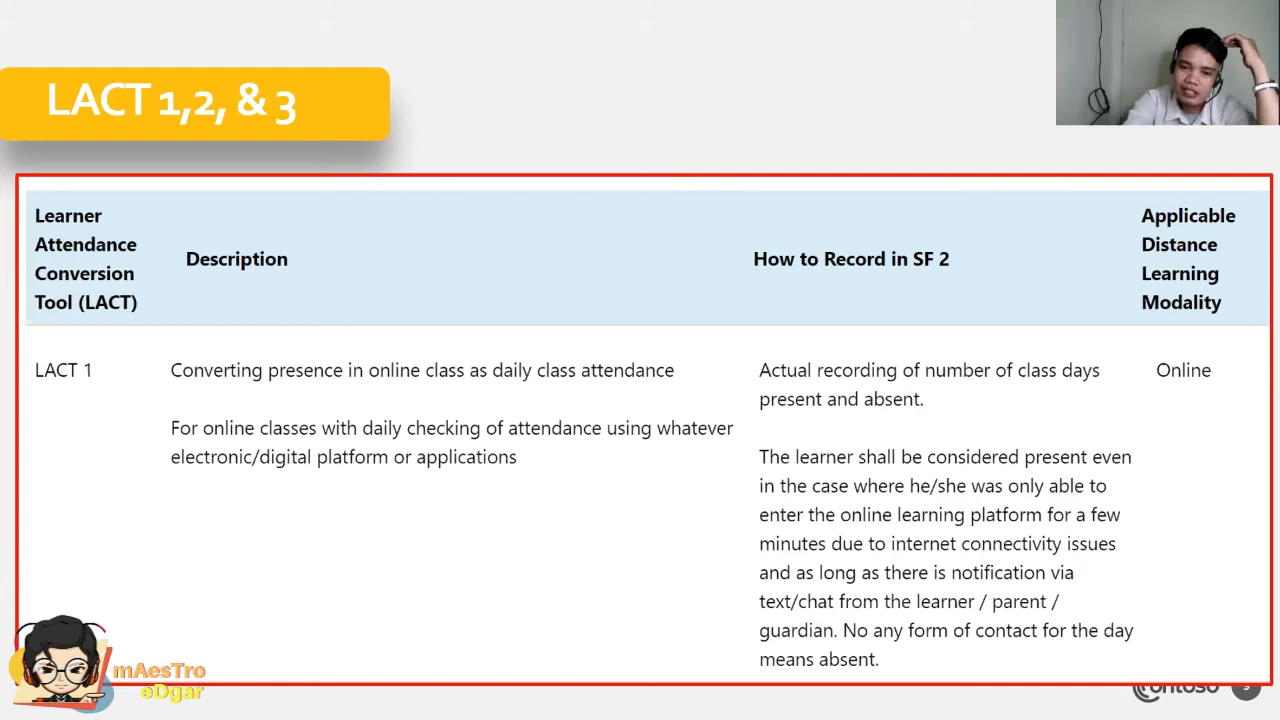 LACT 1,2, & 3
Learner
Attendance
Conversion
Tool (LACT)
Description
How to Record in SF 2
Applicable
Distance
Learning
Modality
LACT 1
Converting presence in online class as daily class attendance
For online classes with daily checking of attendance using whatever
electronic/digital platform or applications
Actual recording of number of class days
present and absent.
The learner shall be considered present even
in the case where he/she was only able to
enter the online learning platform for a few
minutes due to internet connectivity issues
and as long as there is notification via
text/chat from the learner / parent /
guardian. No any form of contact for the day
means absent.
Online
mAesTro
eDgar